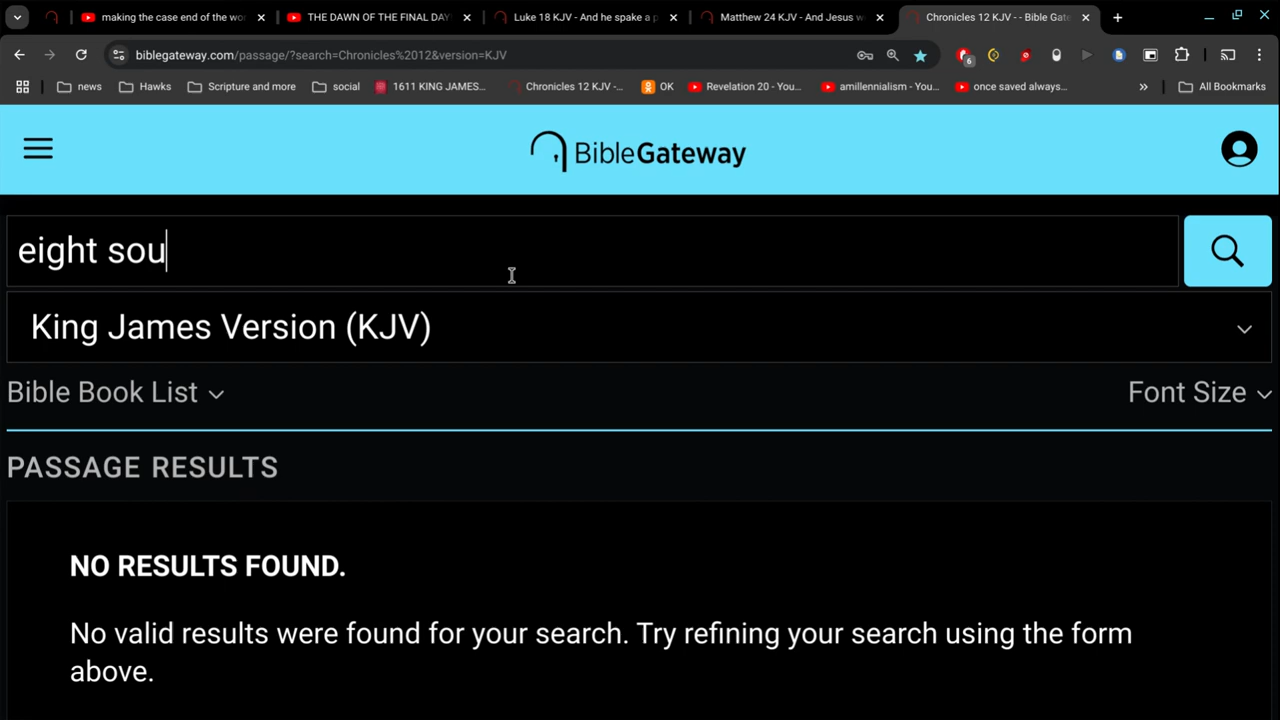 making the case end of the wo
THE DAWN OF THE FINAL DAY
Luke 18 KJV - And he spake a p
Matthew 24 KJV - And Jesus w
Chronicles 12 KJV - - Bible Gate
biblegateway.com/passage/?search=Chronicles%2012&version=KJV
6
news
Hawks
Scripture and more
social
1611 KING JAMES...
Chronicles 12 KJV -...
OK
Revelation 20 - You...
amillennialism - You...
once saved always...
»
All Bookmarks
BibleGateway
eight sou
King James Version (KJV)
Bible Book List
Font Size
PASSAGE RESULTS
NO RESULTS FOUND.
No valid results were found for your search. Try refining your search using the form
above.